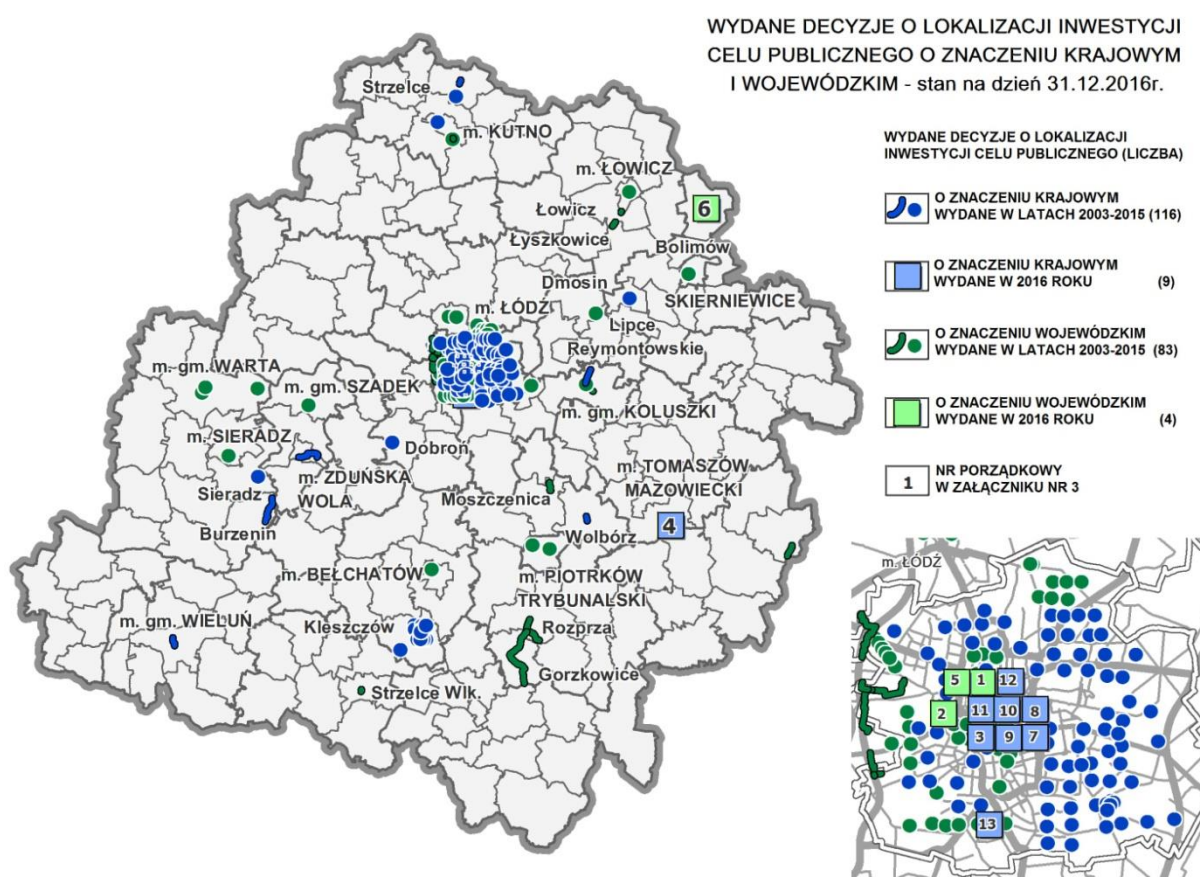 WYDANE DECYZJE O LOKALIZACJI INWESTYCJI
CELU PUBLICZNEGO O ZNACZENIU KRAJOWYM
I WOJEWÓDZKIM - stan na dzień 31.12.2016r.
WYDANE DECYZJE O LOKALIZACJI
INWESTYCJI CELU PUBLICZNEGO (LICZBA)
O ZNACZENIU KRAJOWYM
WYDANE W LATACH 2003-2015 (116)
O ZNACZENIU KRAJOWYM
WYDANE W 2016 ROKU (9)
O ZNACZENIU WOJEWÓDZKIM
WYDANE W LATACH 2003-2015 (83)
O ZNACZENIU WOJEWÓDZKIM
WYDANE W 2016 ROKU (4)
1
NR PORZĄDKOWY
W ZAŁĄCZNIKU NR 3
Strzelce
m. KUTNO
m. ŁOWICZ
Łowicz
6
Łyszkowice
Bolimów
Dmosin
SKIERNIEWICE
m. ŁÓDŹ
Lipce
Reymontowskie
m. gm. WARTA
m. gm. SZADEK
m. gm. KOLUSZKI
m. SIERADZ
Dobroń
m. TOMASZÓW
MAZOWIECKI
m. ZDUŃSKA
WOLA
Sieradz
Moszczenica
Burzenin
Wolbórz
4
m. BEŁCHATÓW
m. PIOTRKÓW
TRYBUNALSKI
m. gm. WIELUŃ
Kleszczów
Rozprza
Gorzkowice
Strzelce Wlk.
m. ŁÓDŹ
5 1 12
2 11 10 8
3 9 7
13